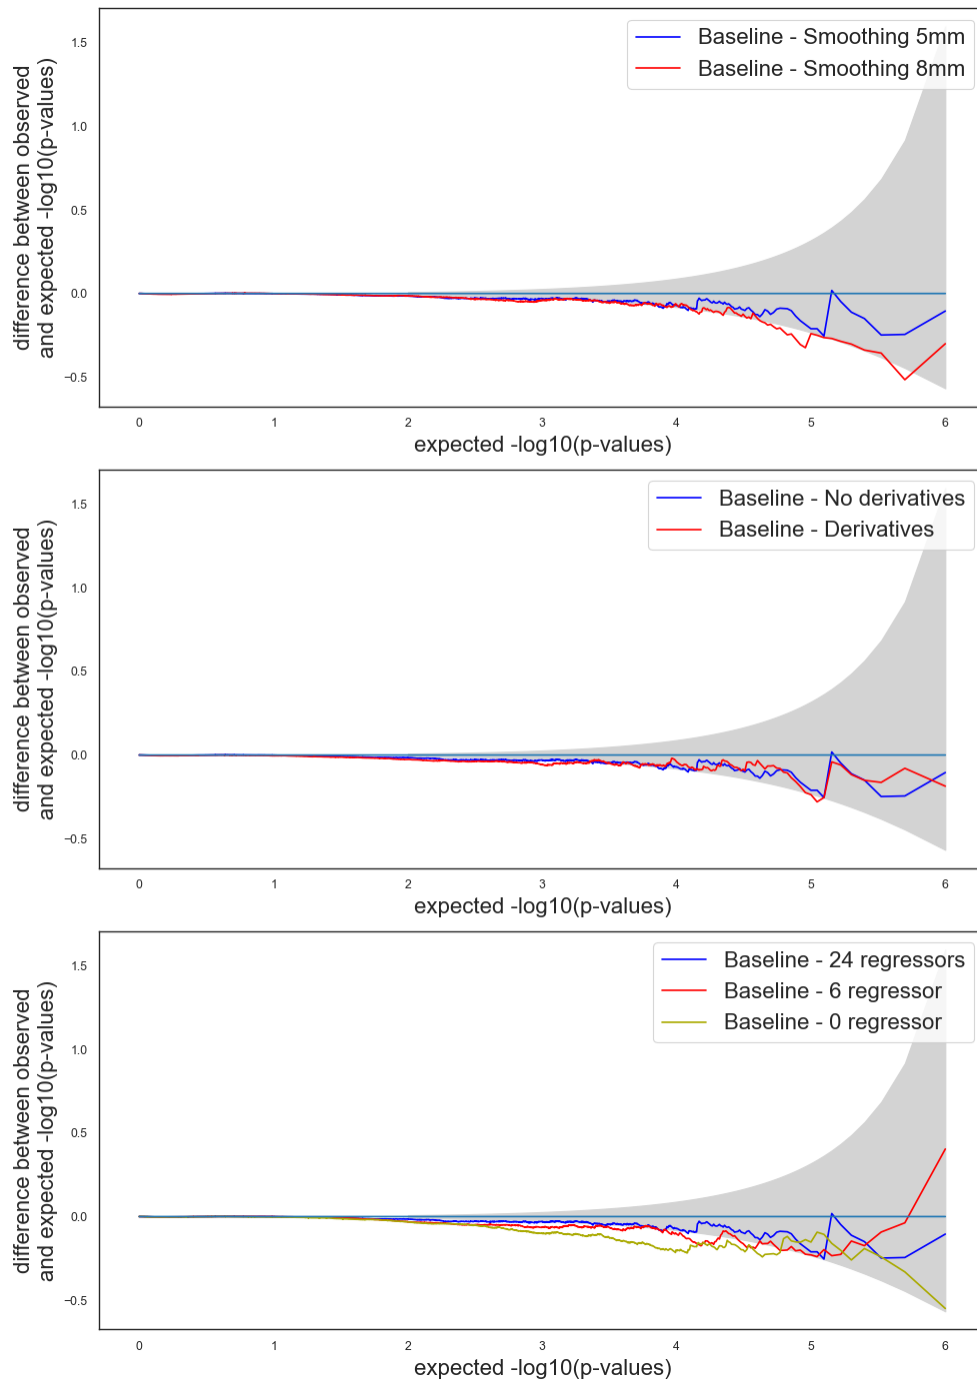 difference between observed
and expected -log10(p-values)
1.5
1.0
0.5
0.0
−0.5
Baseline - Smoothing 5mm
Baseline - Smoothing 8mm
0 1 2 3 4 5 6
expected -log10(p-values)
difference between observed
and expected -log10(p-values)
1.5
1.0
0.5
0.0
−0.5
Baseline - No derivatives
Baseline - Derivatives
0 1 2 3 4 5 6
expected -log10(p-values)
difference between observed
and expected -log10(p-values)
1.5
1.0
0.5
0.0
−0.5
Baseline - 24 regressors
Baseline - 6 regressor
Baseline - 0 regressor
0 1 2 3 4 5 6
expected -log10(p-values)